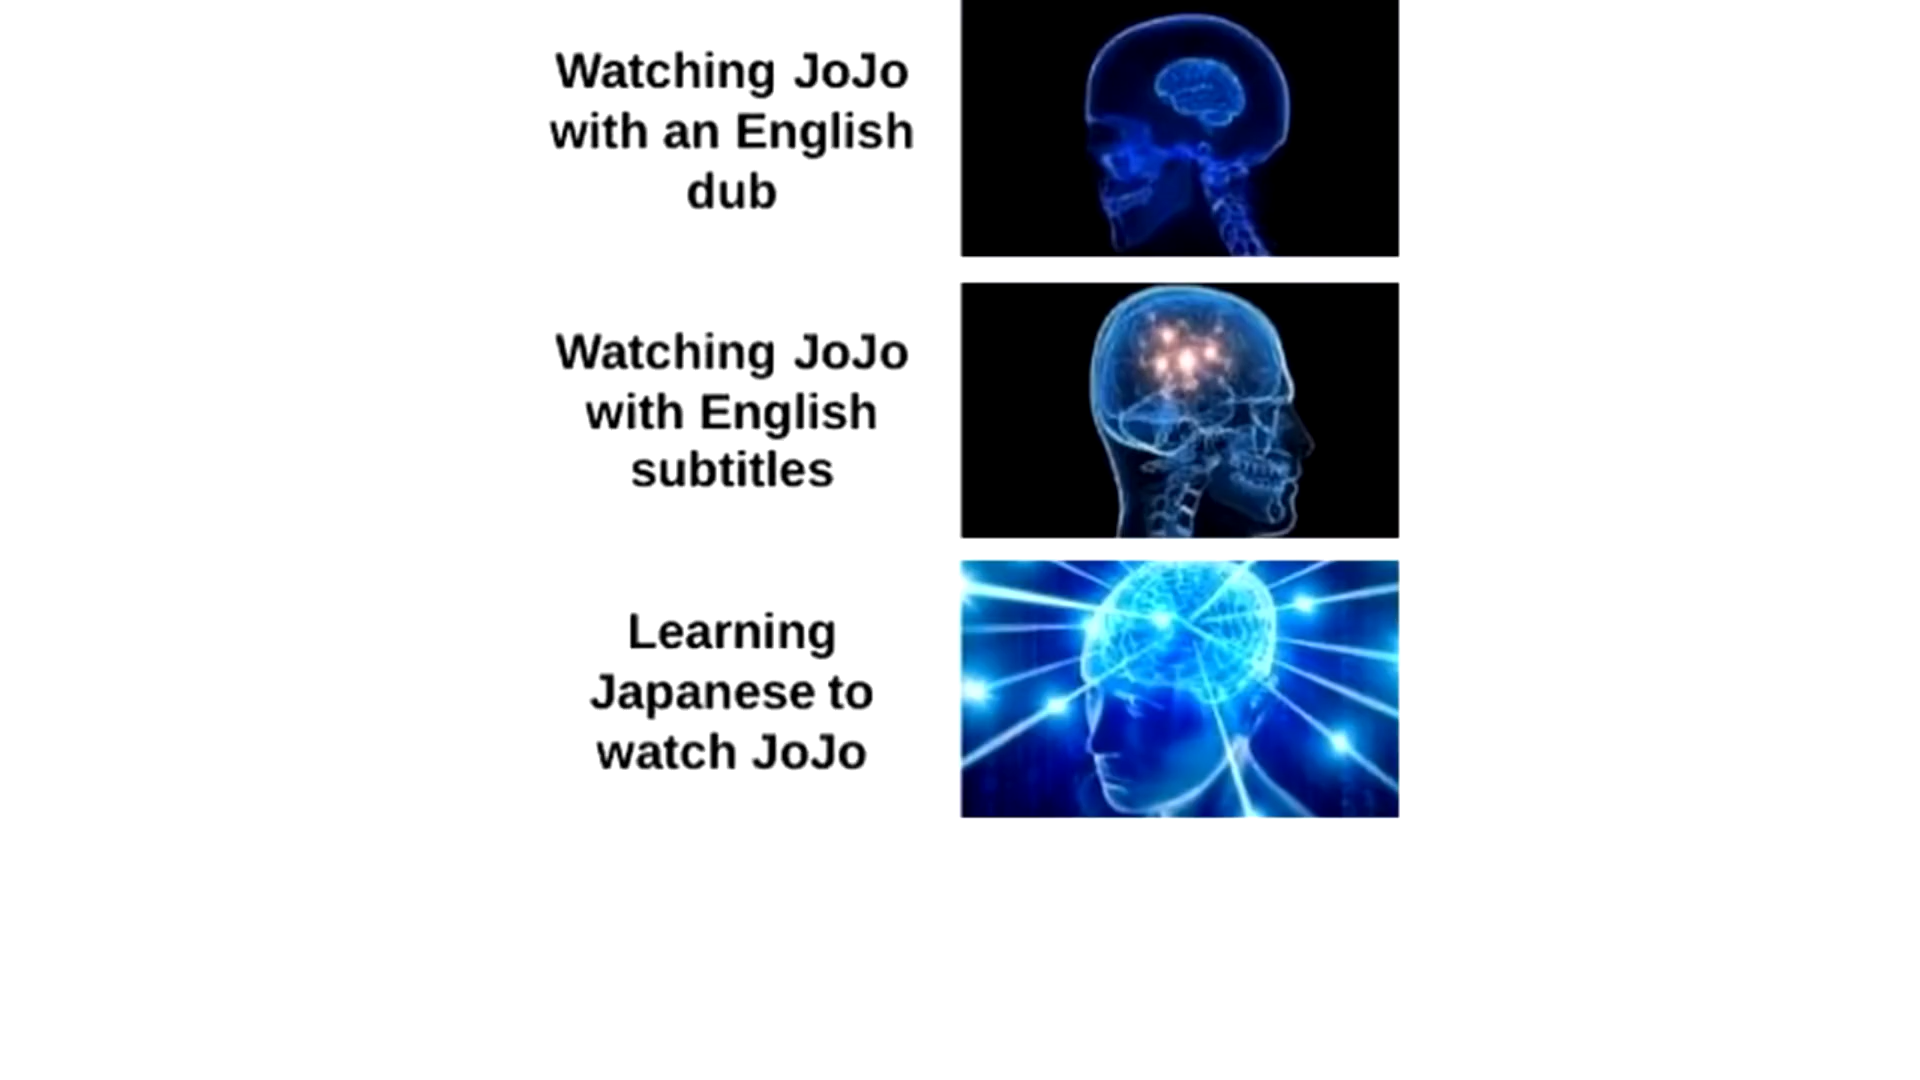 Watching JoJo
with an English
dub
Watching JoJo
with English
subtitles
Learning
Japanese to
watch JoJo